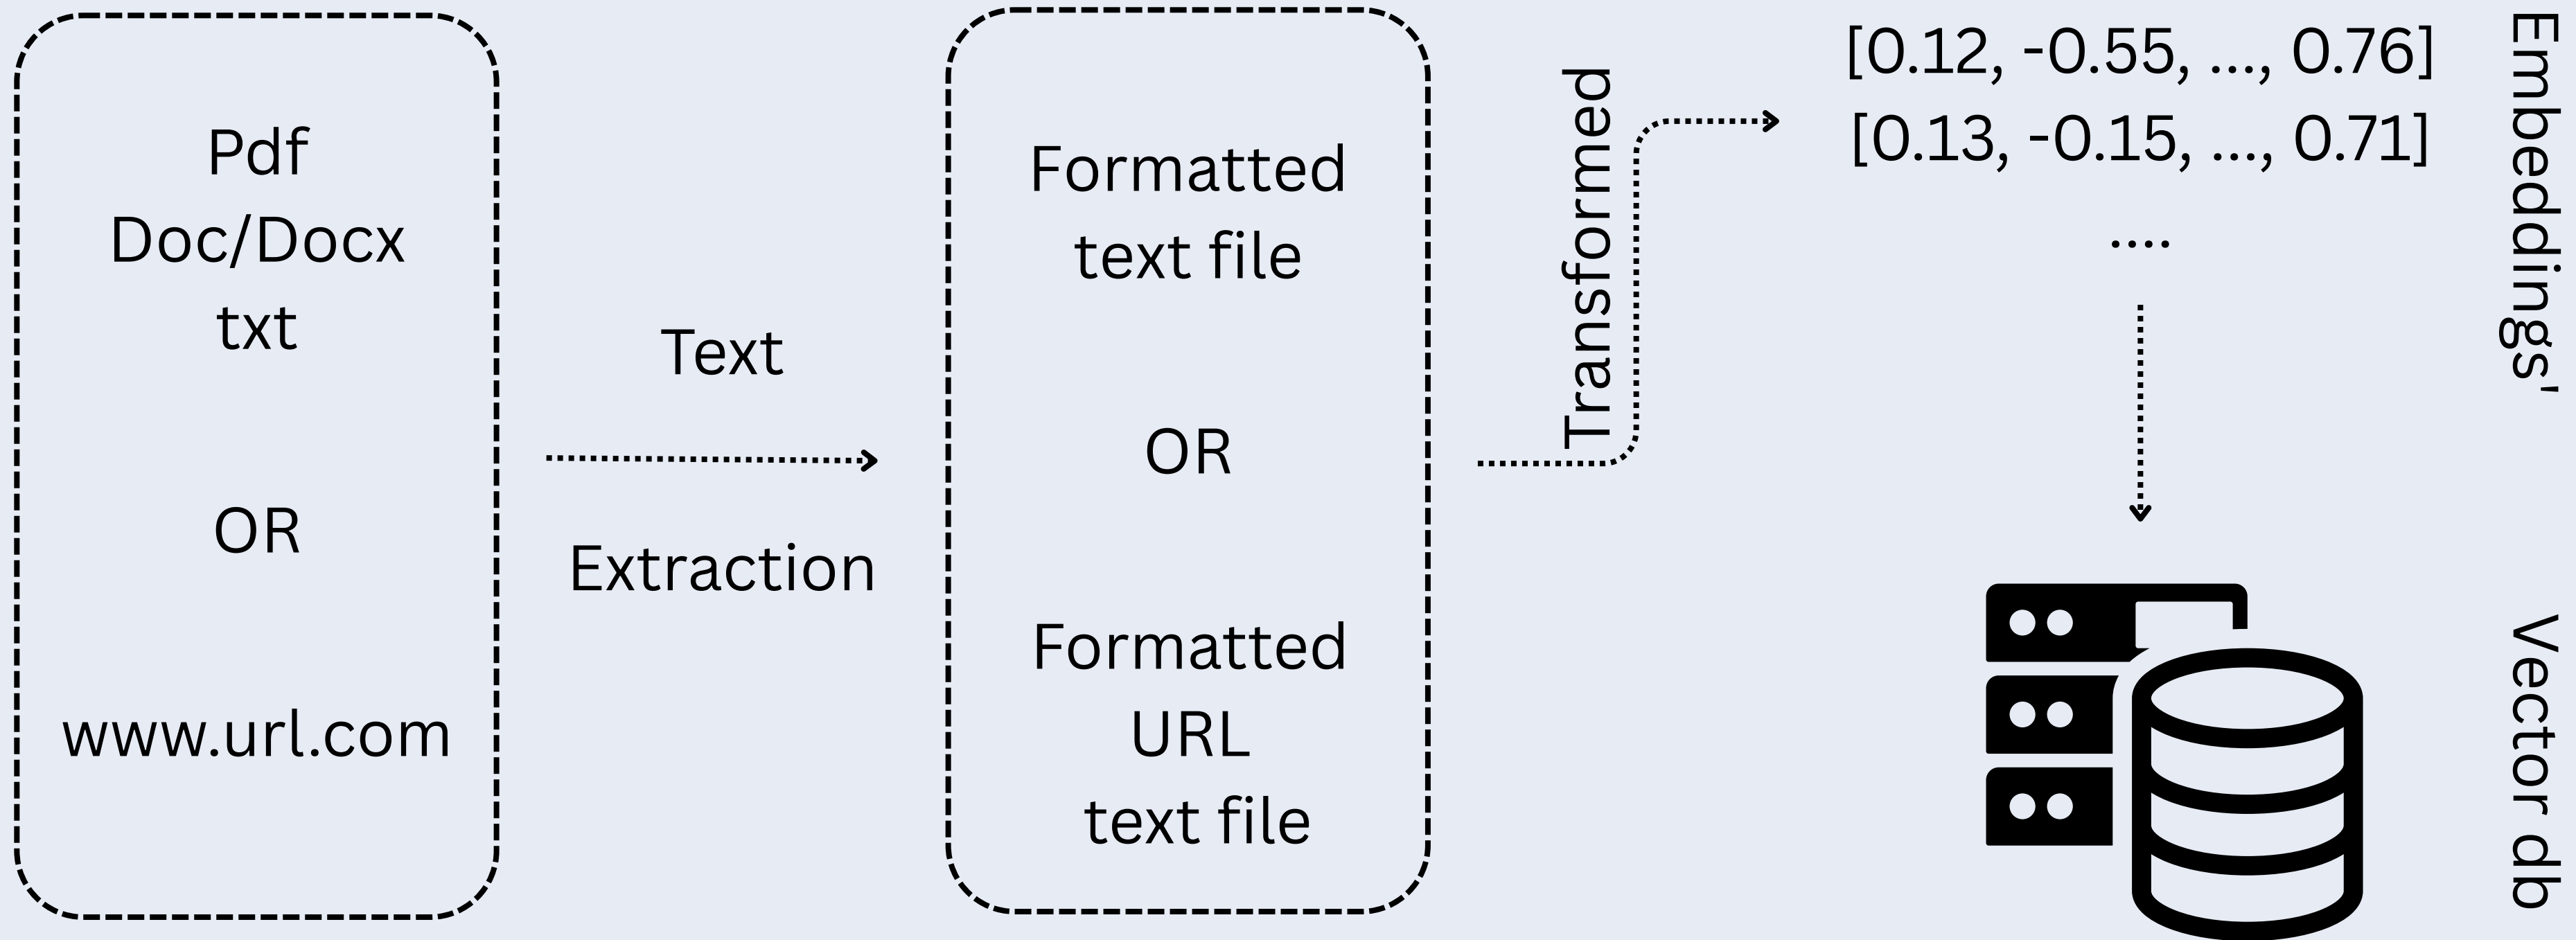 Pdf
Doc/Docx
txt
OR
www.url.com
Text
Extraction
Formatted
text file
OR
Formatted
URL
text file
Transformed
[0.12, -0.55, ..., 0.76]
[0.13, -0.15, ..., 0.71]
....
Embeddings'
Vector db